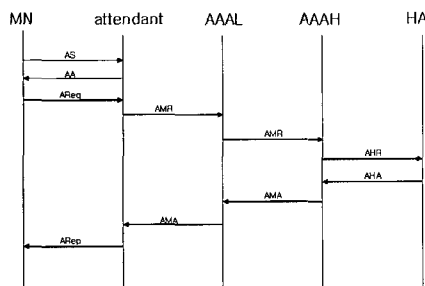 MN attendant AAAL AAAH HA
AS
AA
AReq
AMR
AMR
AHR
AHA
AMA
AMA
ARep